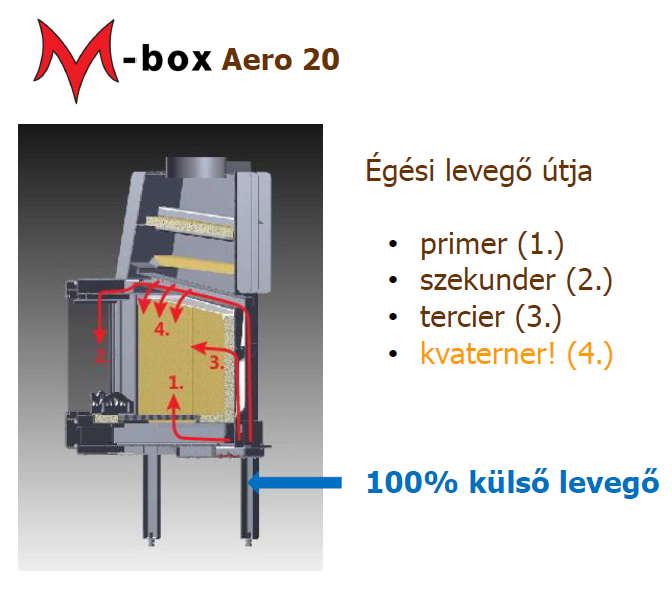 M-box Aero 20
Égési levegő útja
• primer (1.)
• szekunder (2.)
• tercier (3.)
• kvaterner! (4.)
4.
2.
3.
1.
100% külső levegő